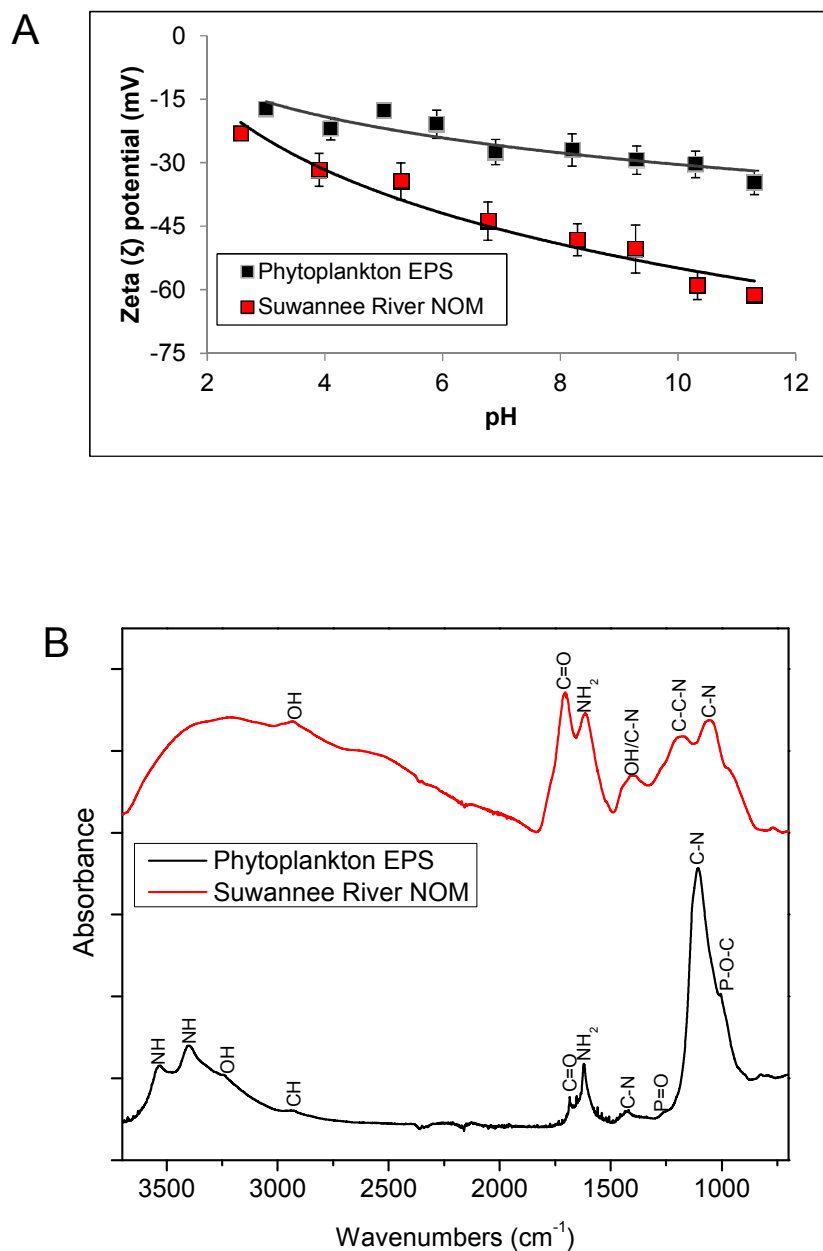 A
0
-15
-30
-45
-60
-75
Zeta (ζ) potential (mV)
Phytoplankton EPS
Suwannee River NOM
2
4
6
8
10
12
pH
B
OH
C=O
NH₂
OH/C-N
C-C-N
C-N
Absorbance
Phytoplankton EPS
Suwannee River NOM
NH
NH
OH
CH
C=O
NH₂
C-N
P=O
C-N
P-O-C
3500
3000
2500
2000
1500
1000
Wavenumbers (cm⁻¹)